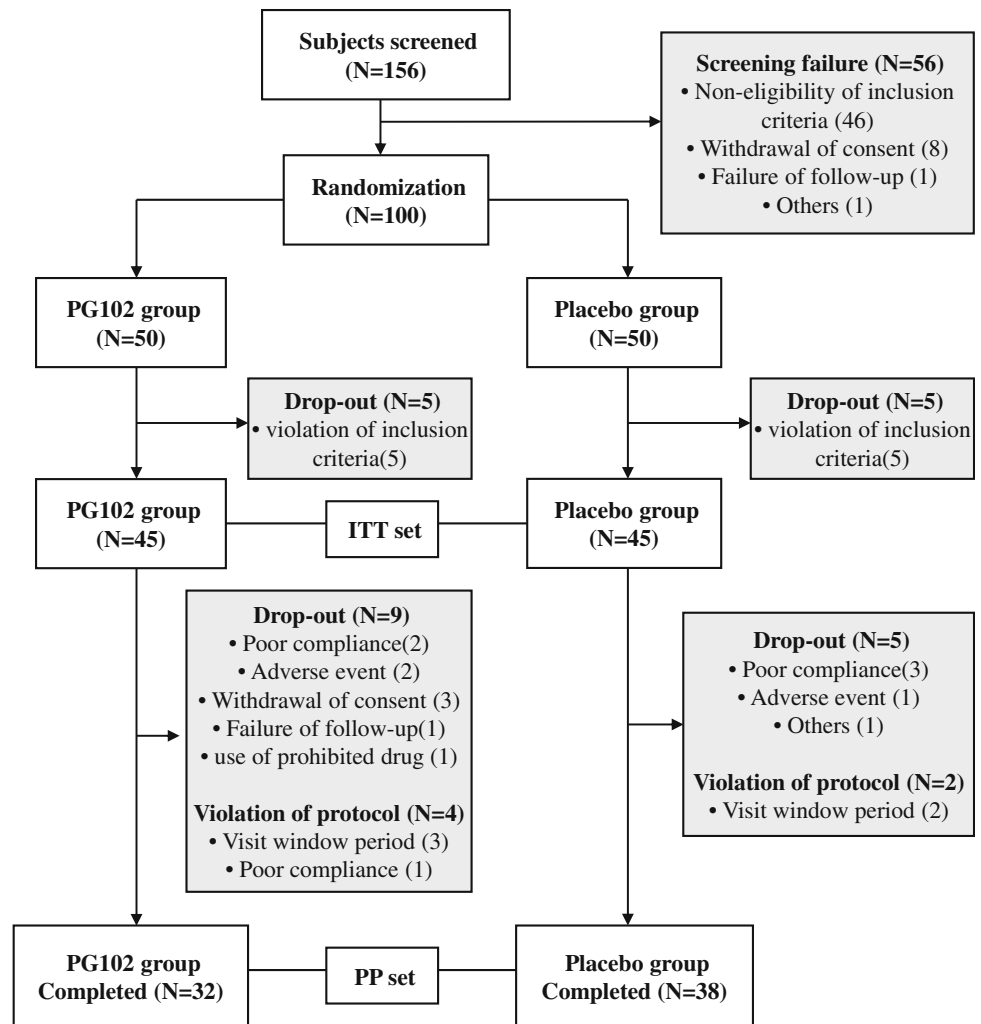 Subjects screened
(N=156)
Screening failure (N=56)
• Non-eligibility of inclusion
criteria (46)
• Withdrawal of consent (8)
• Failure of follow-up (1)
• Others (1)
Randomization
(N=100)
PG102 group
(N=50)
Placebo group
(N=50)
Drop-out (N=5)
• violation of inclusion
criteria(5)
Drop-out (N=5)
• violation of inclusion
criteria(5)
PG102 group
(N=45)
ITT set
Placebo group
(N=45)
Drop-out (N=9)
• Poor compliance(2)
• Adverse event (2)
• Withdrawal of consent (3)
• Failure of follow-up(1)
• use of prohibited drug (1)
Violation of protocol (N=4)
• Visit window period (3)
• Poor compliance (1)
Drop-out (N=5)
• Poor compliance(3)
• Adverse event (1)
• Others (1)
Violation of protocol (N=2)
• Visit window period (2)
PG102 group
Completed (N=32)
PP set
Placebo group
Completed (N=38)